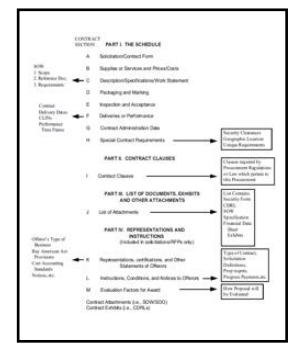 CONTRACT
SECTION PART I. THE SCHEDULE
A Solicitation/Contract Form
SOW
1. Scope
2. Reference Doc.
3. Requirements
B Supplies or Services and Prices/Costs
C Description/Specifications/Work Statement
D Packaging and Marking
Contract
Delivery Dates
CLINs
Performance
Time Frame
E Inspection and Acceptance
F Deliveries or Performance
G Contract Administration Data
H Special Contract Requirements
Security Clearances
Geographic Location
Unique Requirements
PART II. CONTRACT CLAUSES
I Contract Clauses
Clauses required by
Procurement Regulations
or Law which pertain to
this Procurement
PART III. LIST OF DOCUMENTS, EXHIBITS
AND OTHER ATTACHMENTS
J List of Attachments
List Contains
Security Form
CDRL
SOW
Specification
Financial Data
Sheet
Exhibits
PART IV. REPRESENTATIONS AND
INSTRUCTIONS
(Included in solicitations/RFPs only)
Offeror's Type of
Business
Buy American Act
Provisions
Cost Accounting
Standards
Notices, etc.
K Representations, certifications, and Other
Statements of Offerors
L Instructions, Conditions, and Notices to Offerors
Type of Contract,
Solicitation
Definitions,
Prop reqmts,
Progress Payments, etc.
M Evaluation Factors for Award
How Proposal will
be Evaluated
Contract Attachments (i.e., SOW/SOO)
Contract Exhibits (i.e., CDRLs)